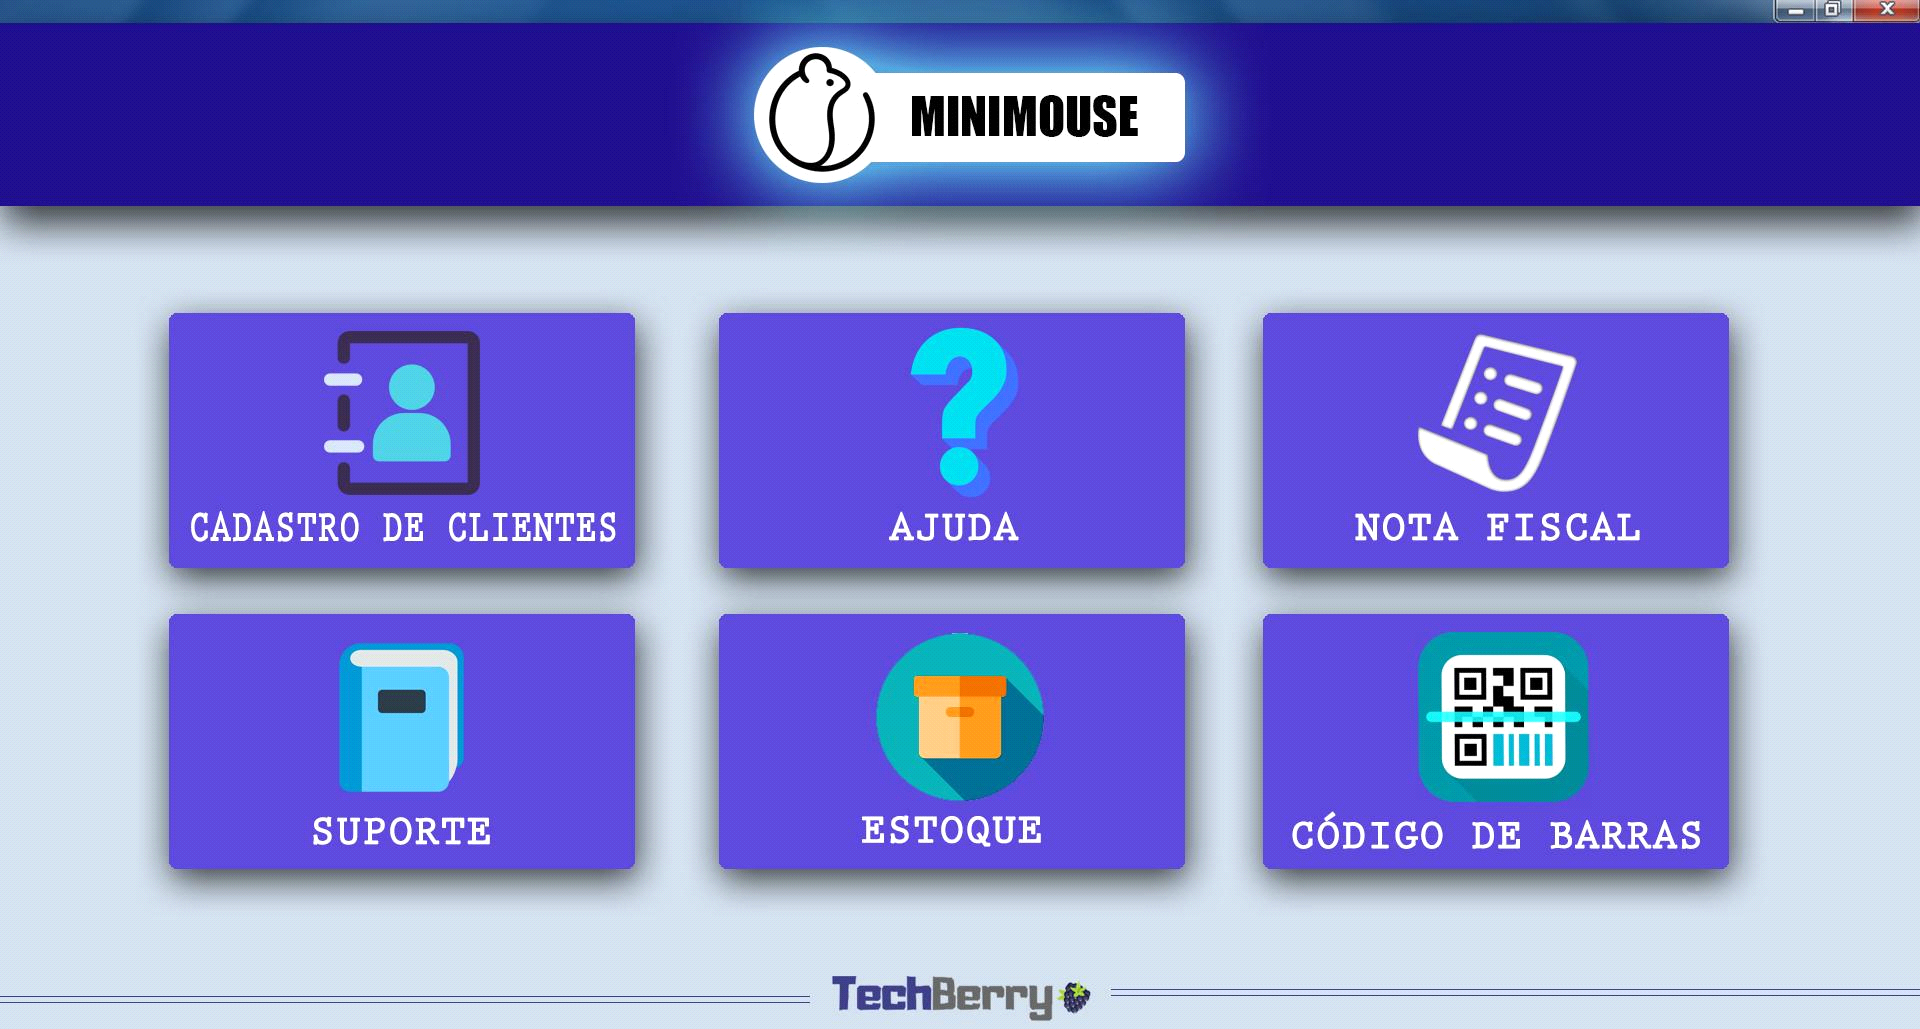 MINIMOUSE
CADASTRO DE CLIENTES
AJUDA
NOTA FISCAL
SUPORTE
ESTOQUE
CÓDIGO DE BARRAS
TechBerry